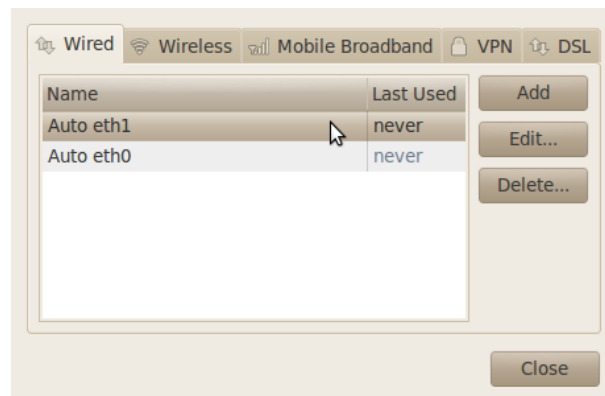 Wired Wireless Mobile Broadband VPN DSL
Name Last Used Add
Auto eth1 never
Edit...
Auto eth0 never
Delete...
Close